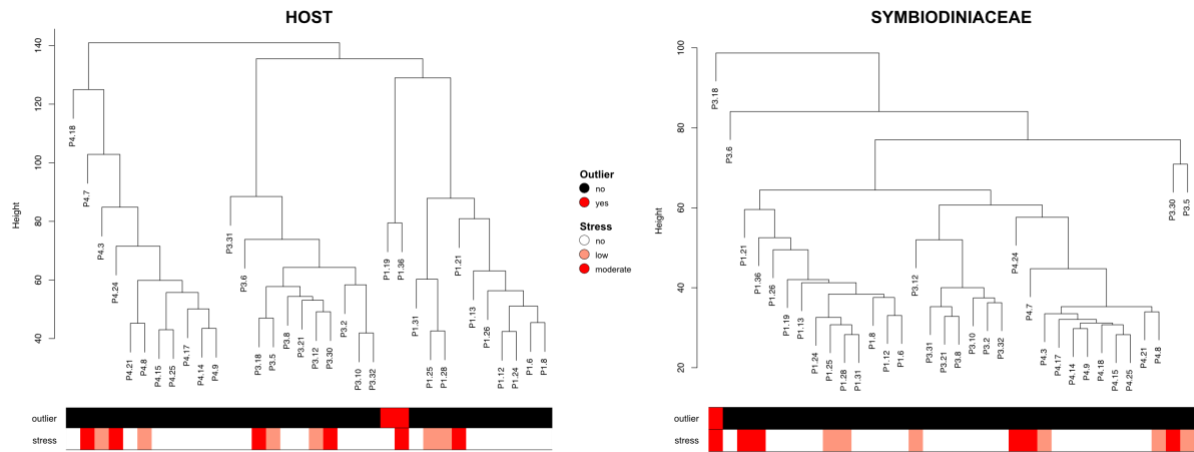 HOST
Height
140
120
100
80
60
40
P4.18
P4.7
P4.3
P4.24
P4.21
P4.8
P4.15
P4.25
P4.17
P4.14
P4.9
P3.31
P3.6
P3.18
P3.5
P3.8
P3.21
P3.12
P3.30
P3.2
P3.10
P3.32
P1.19
P1.36
P1.31
P1.25
P1.28
P1.21
P1.13
P1.26
P1.12
P1.24
P1.6
P1.8
outlier
stress
Outlier
no
yes
Stress
no
low
moderate
SYMBIODINIACEAE
Height
100
80
60
40
20
P3.18
P3.6
P1.21
P1.36
P1.26
P1.19
P1.13
P1.24
P1.25
P1.28
P1.31
P1.8
P1.12
P1.6
P3.12
P3.31
P3.21
P3.8
P3.10
P3.2
P3.32
P4.24
P4.7
P4.3
P4.17
P4.14
P4.9
P4.18
P4.15
P4.25
P4.21
P4.8
P3.30
P3.5
outlier
stress